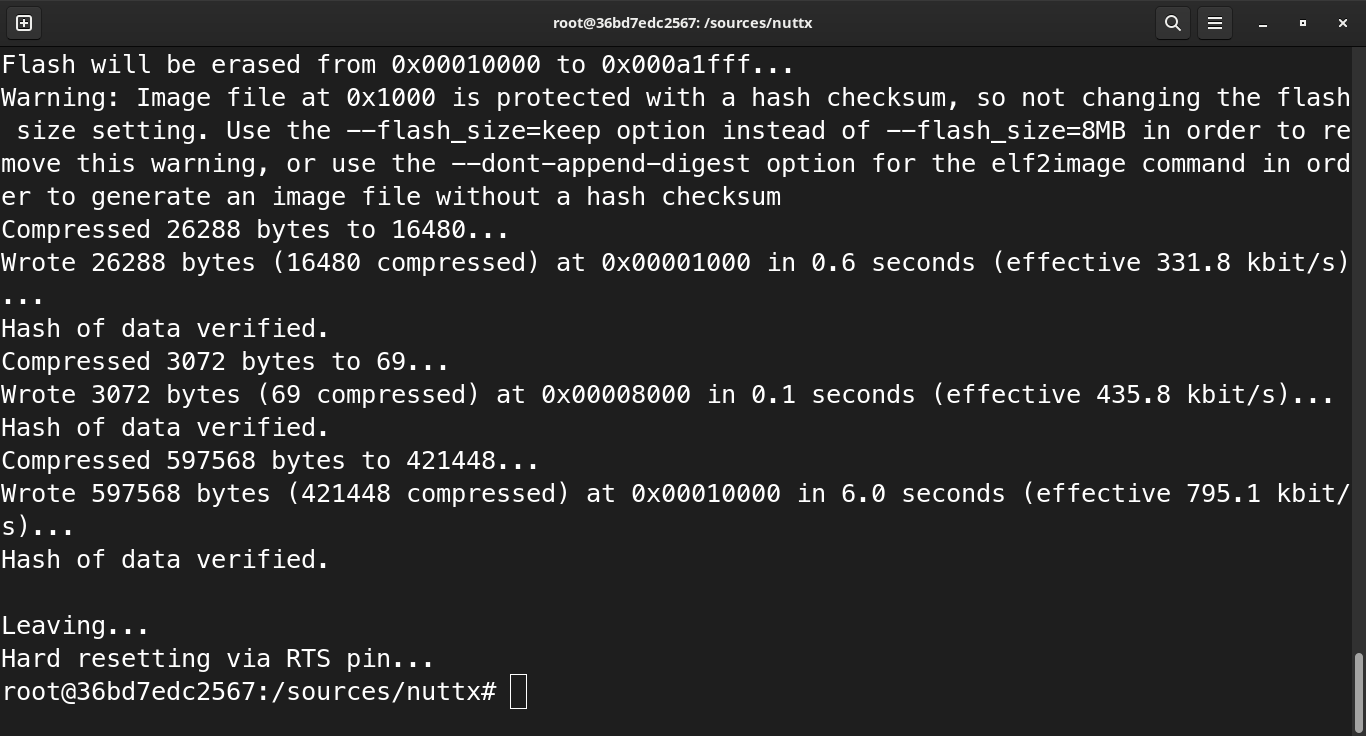 root@36bd7edc2567: /sources/nuttx
Flash will be erased from 0x00010000 to 0x000a1fff...
Warning: Image file at 0x1000 is protected with a hash checksum, so not changing the flash
 size setting. Use the --flash_size=keep option instead of --flash_size=8MB in order to re
move this warning, or use the --dont-append-digest option for the elf2image command in ord
er to generate an image file without a hash checksum
Compressed 26288 bytes to 16480...
Wrote 26288 bytes (16480 compressed) at 0x00001000 in 0.6 seconds (effective 331.8 kbit/s)
...
Hash of data verified.
Compressed 3072 bytes to 69...
Wrote 3072 bytes (69 compressed) at 0x00008000 in 0.1 seconds (effective 435.8 kbit/s)...
Hash of data verified.
Compressed 597568 bytes to 421448...
Wrote 597568 bytes (421448 compressed) at 0x00010000 in 6.0 seconds (effective 795.1 kbit/
s)...
Hash of data verified.

Leaving...
Hard resetting via RTS pin...
root@36bd7edc2567:/sources/nuttx#